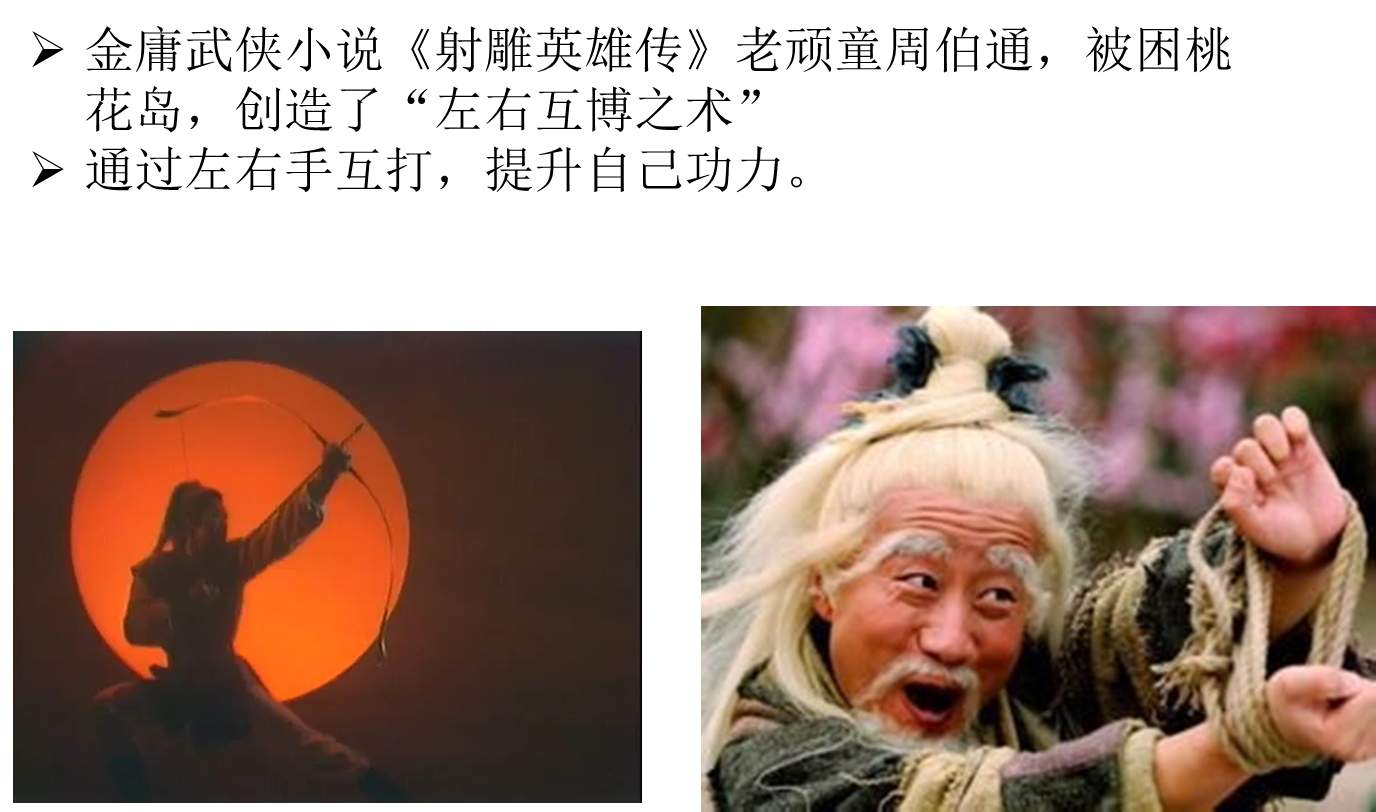 ➢ 金庸武侠小说《射雕英雄传》老顽童周伯通，被困桃
花岛，创造了“左右互博之术”
➢ 通过左右手互打，提升自己功力。